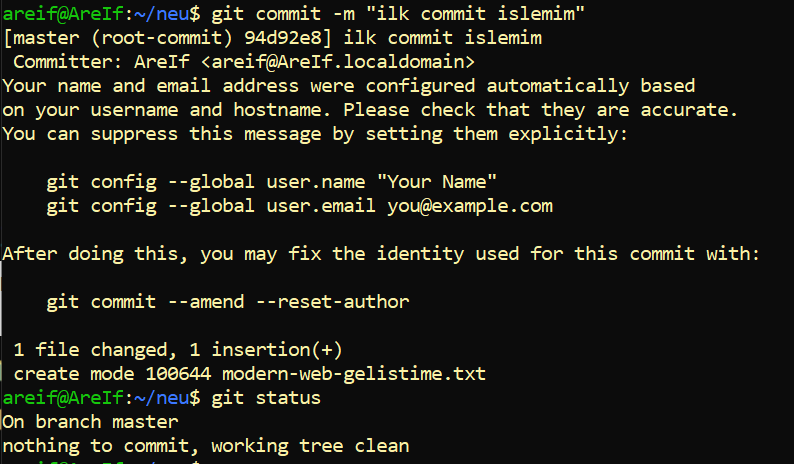 areif@AreIf:~/neu$ git commit -m "ilk commit islemim"
[master (root-commit) 94d92e8] ilk commit islemim
 Committer: AreIf <areif@AreIf.localdomain>
Your name and email address were configured automatically based
on your username and hostname. Please check that they are accurate.
You can suppress this message by setting them explicitly:

    git config --global user.name "Your Name"
    git config --global user.email you@example.com

After doing this, you may fix the identity used for this commit with:

    git commit --amend --reset-author

 1 file changed, 1 insertion(+)
 create mode 100644 modern-web-gelistime.txt
areif@AreIf:~/neu$ git status
On branch master
nothing to commit, working tree clean